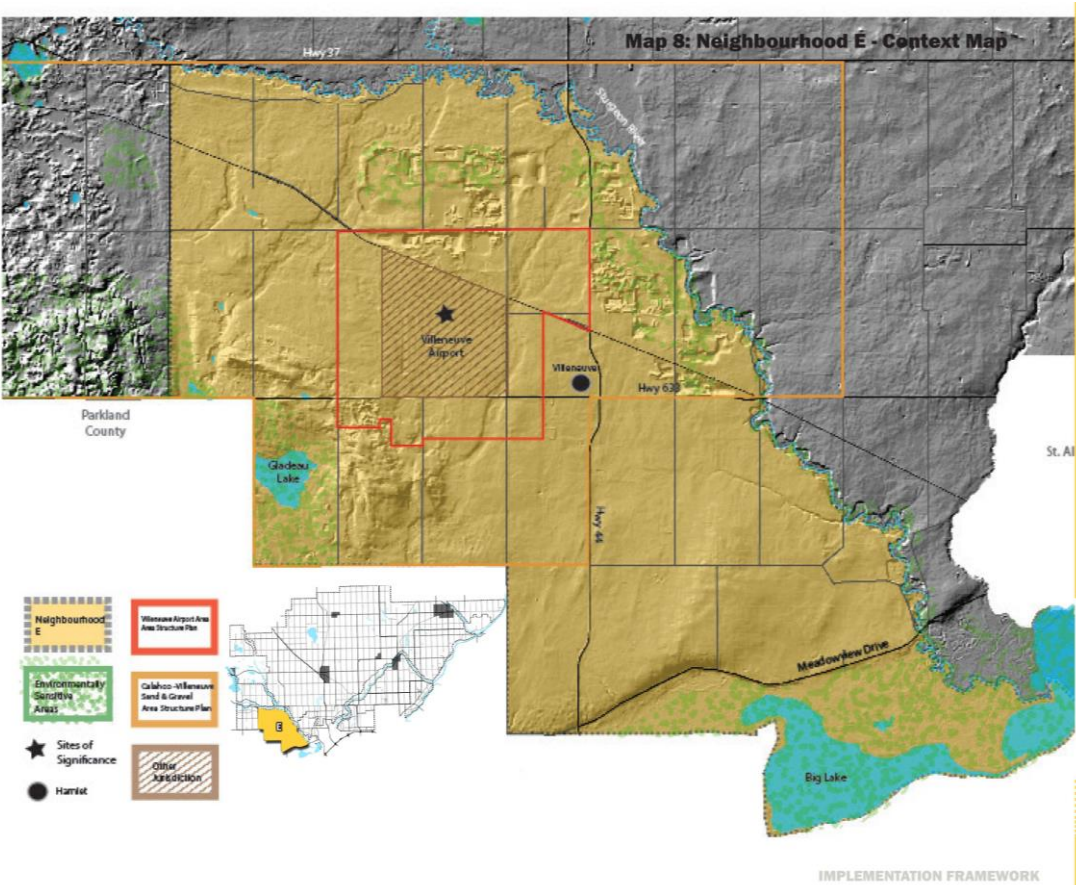 Map 8: Neighbourhood E - Context Map
Hwy 37
Sturgeon River
Villeneuve
Airport
Villeneuve
Hwy 633
Parkland
County
St. Al
Gladeau
Lake
Hwy 44
Meadowview Drive
Big Lake
Neighbourhood
E
Villeneuve Airport Area
Area Structure Plan
Environmentally
Sensitive
Areas
Calahoo-Villeneuve
Sand & Gravel
Area Structure Plan
Sites of
Significance
Other
Jurisdiction
Hamlet
E
IMPLEMENTATION FRAMEWORK